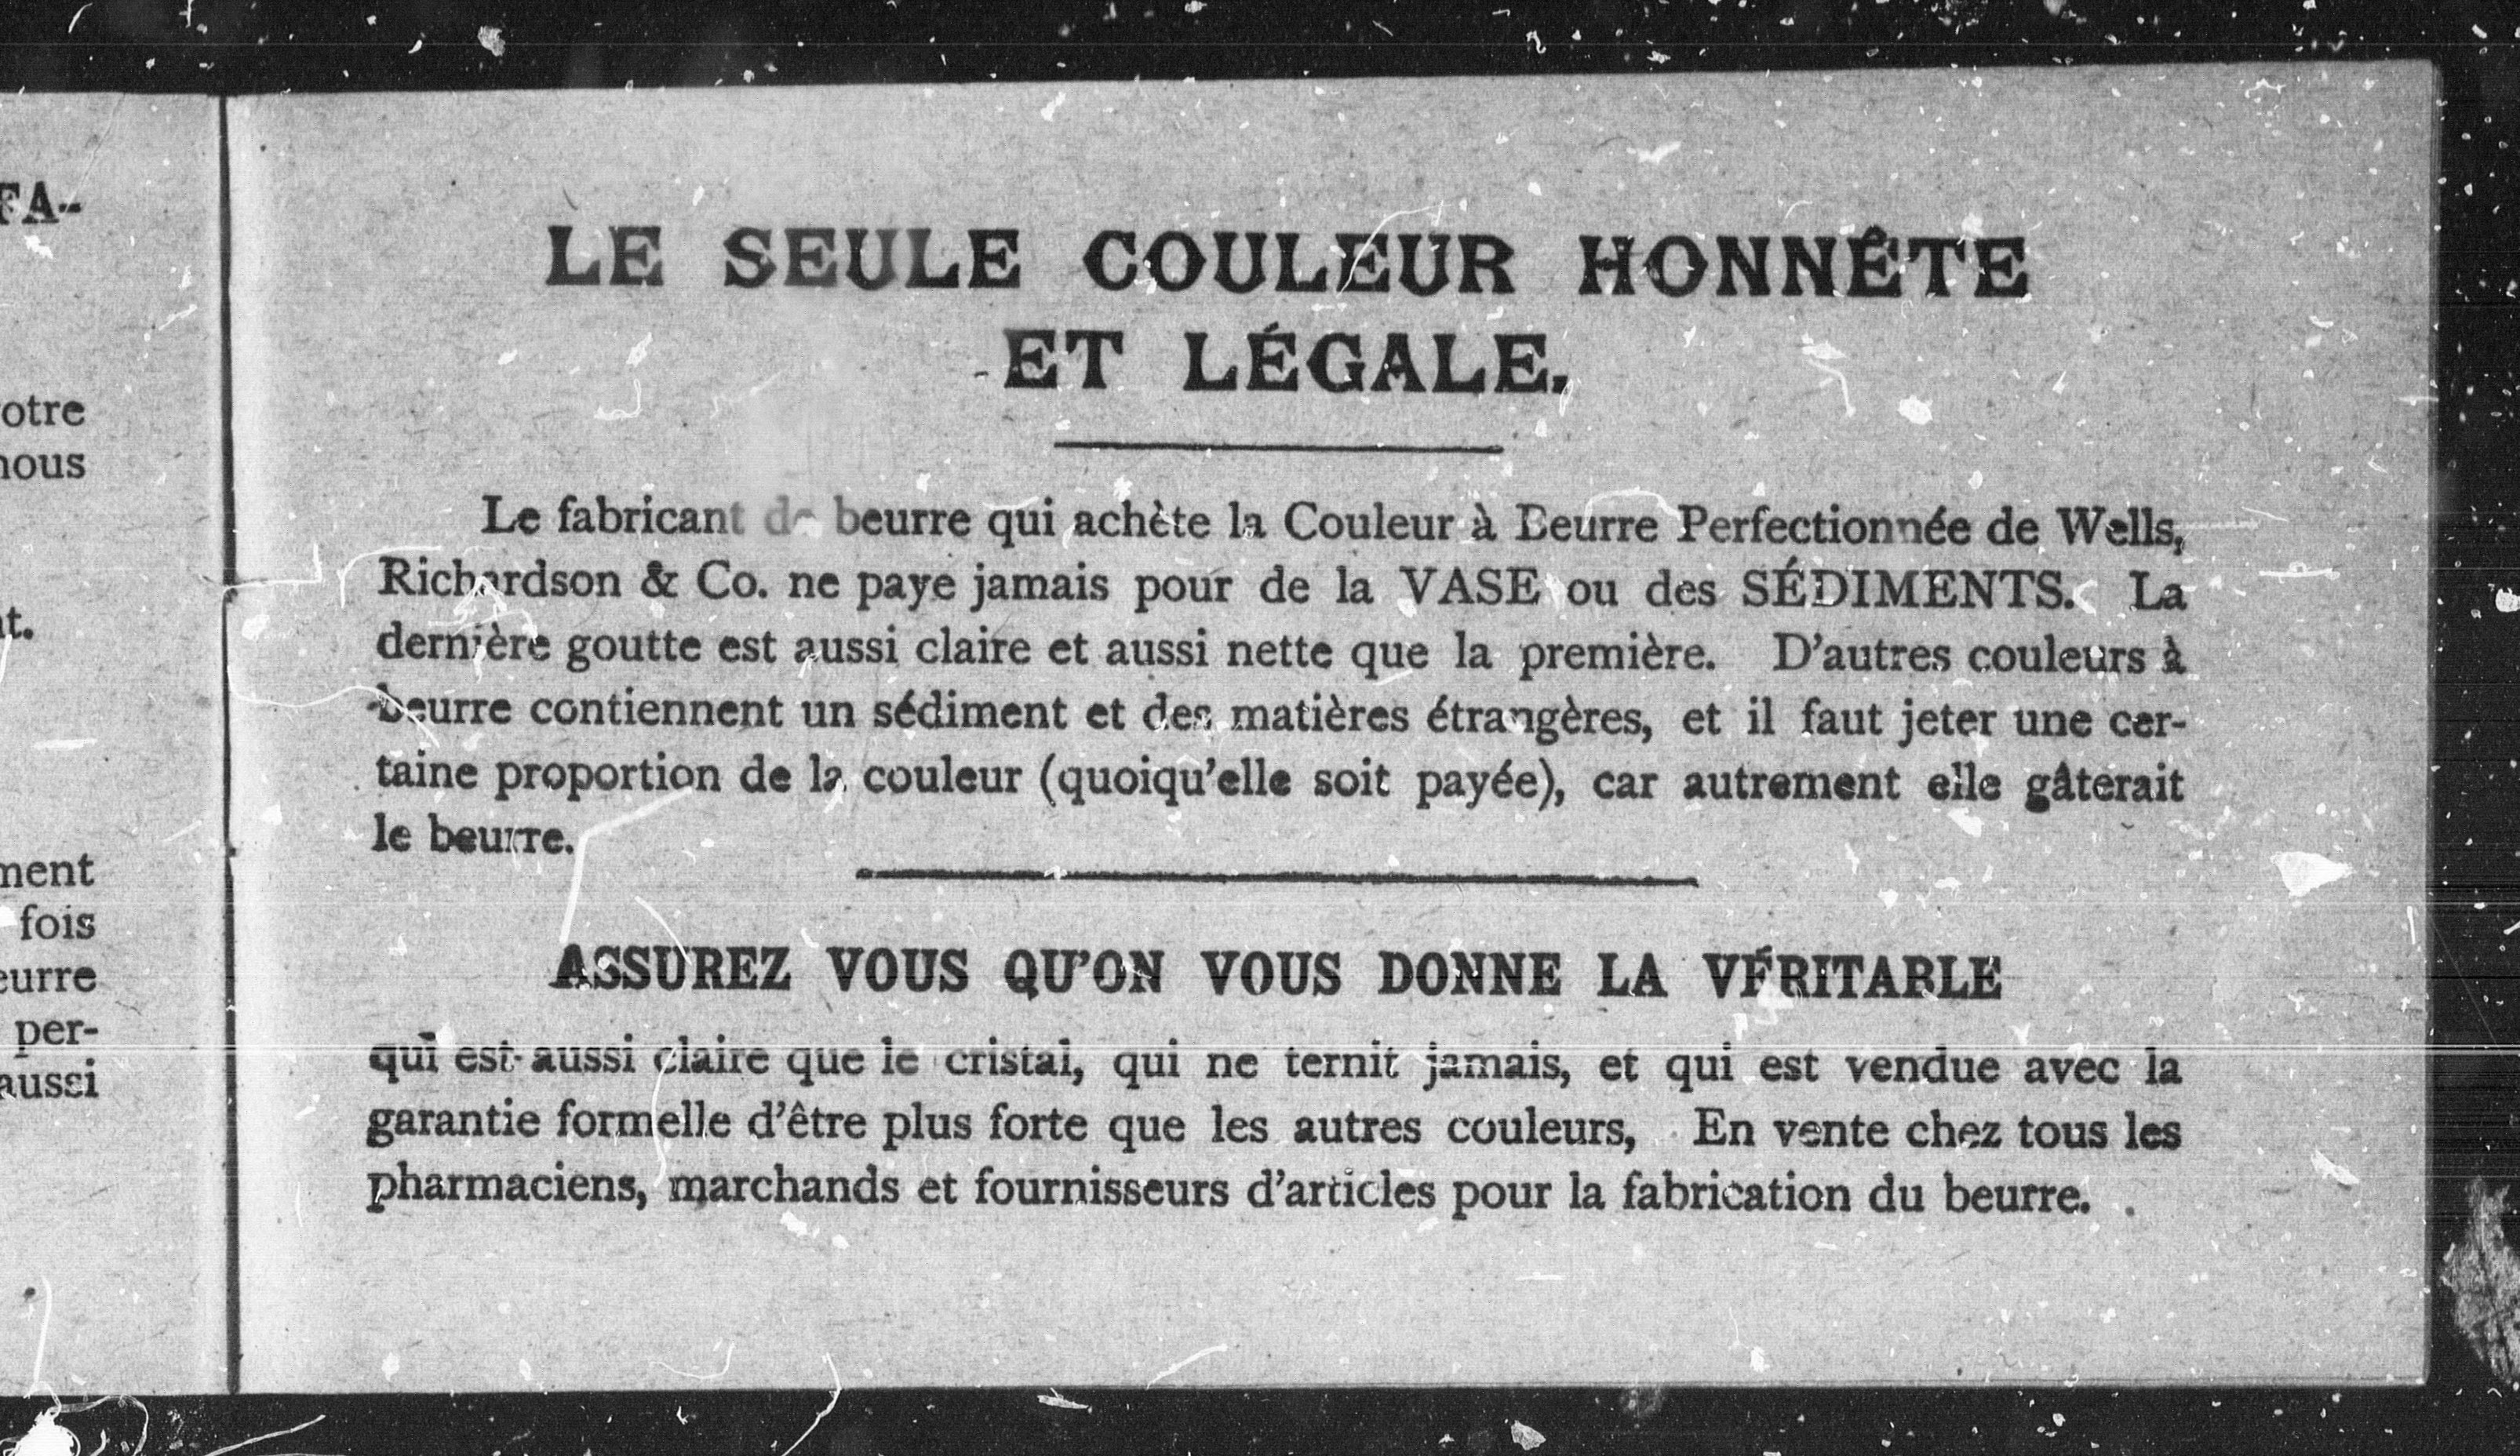 FA-
otre
nous
t.
ment
fois
eurre
per-
aussi
LE SEULE COULEUR HONNÊTE
ET LÉGALE.
Le fabricant de beurre qui achète la Couleur à Beurre Perfectionnée de Wells,
Richardson & Co. ne paye jamais pour de la VASE ou des SÉDIMENTS. La
dernière goutte est aussi claire et aussi nette que la première. D'autres couleurs à
beurre contiennent un sédiment et des matières étrangères, et il faut jeter une cer-
taine proportion de la couleur (quoiqu'elle soit payée), car autrement elle gâterait
le beurre.
ASSUREZ VOUS QU'ON VOUS DONNE LA VÉRITABLE
qui est aussi claire que le cristal, qui ne ternit jamais, et qui est vendue avec la
garantie formelle d'être plus forte que les autres couleurs, En vente chez tous les
pharmaciens, marchands et fournisseurs d'articles pour la fabrication du beurre.